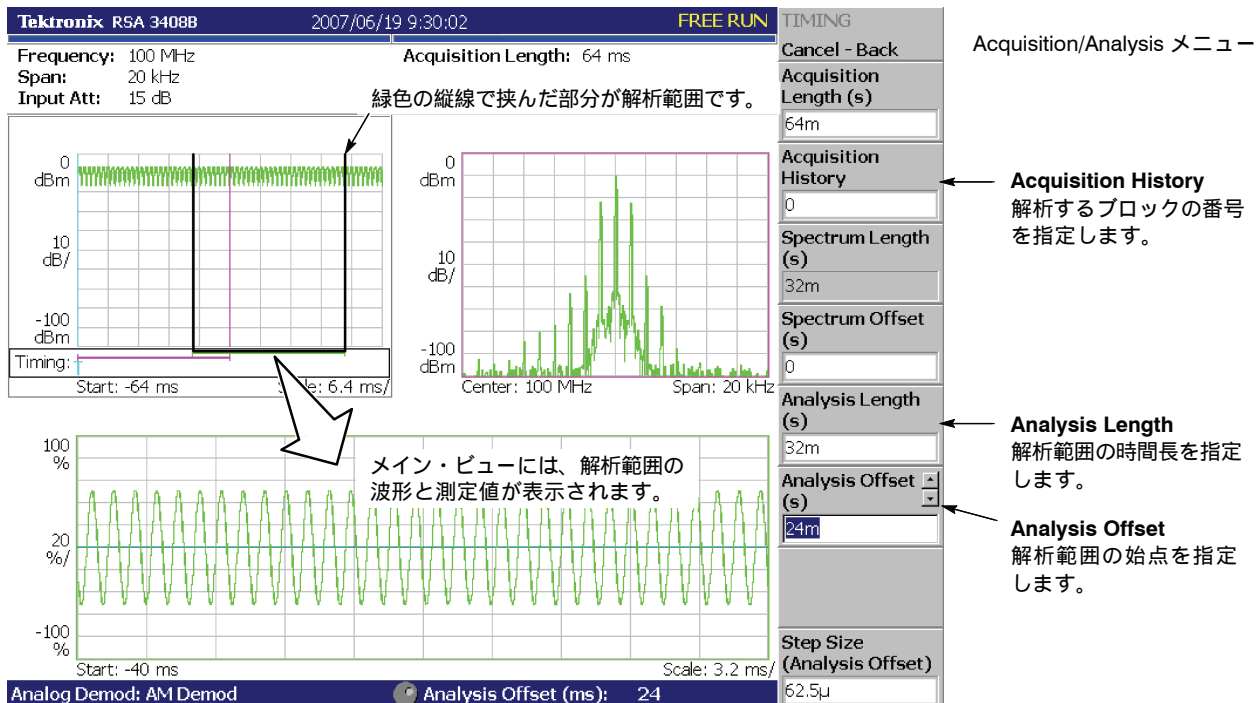 Tektronix RSA 3408B 2007/06/19 9:30:02 FREE RUN
Frequency: 100 MHz
Span: 20 kHz
Input Att: 15 dB
Acquisition Length: 64 ms
緑色の縦線で挟んだ部分が解析範囲です。
0
dBm
10
dB/
-100
dBm
Timing:
Start: -64 ms
Scale: 6.4 ms/
0
dBm
10
dB/
-100
dBm
Center: 100 MHz
Span: 20 kHz
100
%
20
%/
-100
%
Start: -40 ms
Scale: 3.2 ms/
メイン・ビューには、解析範囲の
波形と測定値が表示されます。
Analog Demod: AM Demod
Analysis Offset (ms): 24
TIMING
Cancel - Back
Acquisition
Length (s)
64m
Acquisition
History
0
Spectrum Length
(s)
32m
Spectrum Offset
(s)
0
Analysis Length
(s)
32m
Analysis Offset
(s)
24m
Step Size
(Analysis Offset)
62.5µ
Acquisition/Analysis メニュー
Acquisition History
解析するブロックの番号
を指定します。
Analysis Length
解析範囲の時間長を指定
します。
Analysis Offset
解析範囲の始点を指定
します。